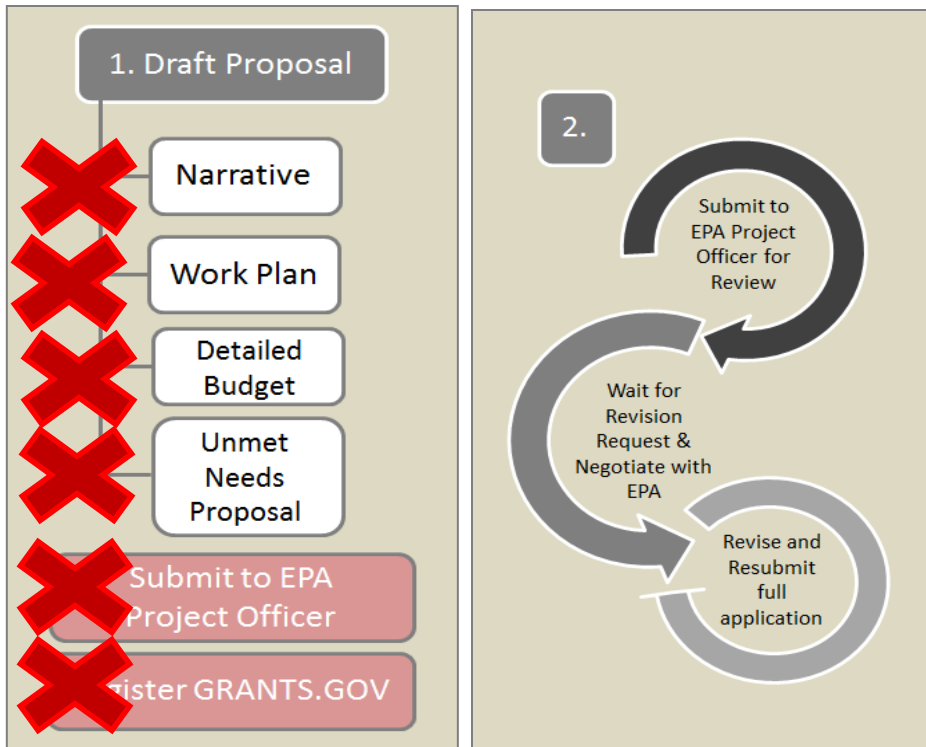 1. Draft Proposal
Narrative
Work Plan
Detailed
Budget
Unmet
Needs
Proposal
Submit to EPA
Project Officer
GRANTS.GOV
2.
Submit to
EPA Project
Officer for
Review
Wait for
Revision
Request &
Negotiate with
EPA
Revise and
Resubmit
full
application